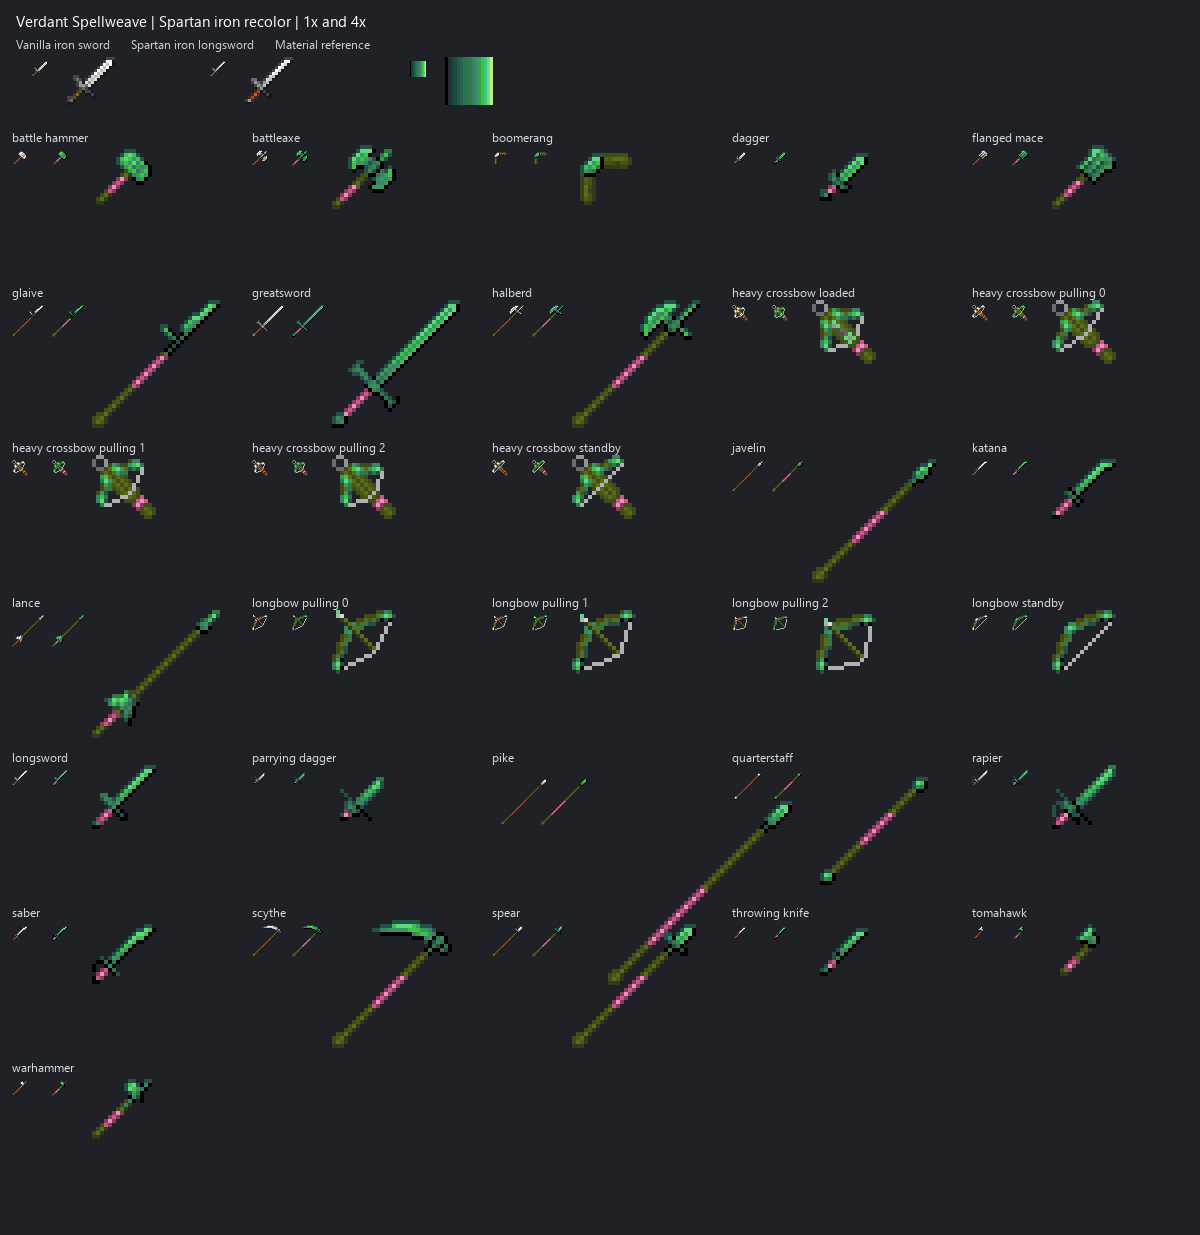 Verdant Spellweave | Spartan iron recolor | 1x and 4x
Vanilla iron sword Spartan iron longsword Material reference
battle hammer battleaxe boomerang dagger flanged mace
glaive greatsword halberd heavy crossbow loaded heavy crossbow pulling 0
heavy crossbow pulling 1 heavy crossbow pulling 2 heavy crossbow standby javelin katana
lance longbow pulling 0 longbow pulling 1 longbow pulling 2 longbow standby
longsword parrying dagger pike quarterstaff rapier
saber scythe spear throwing knife tomahawk
warhammer